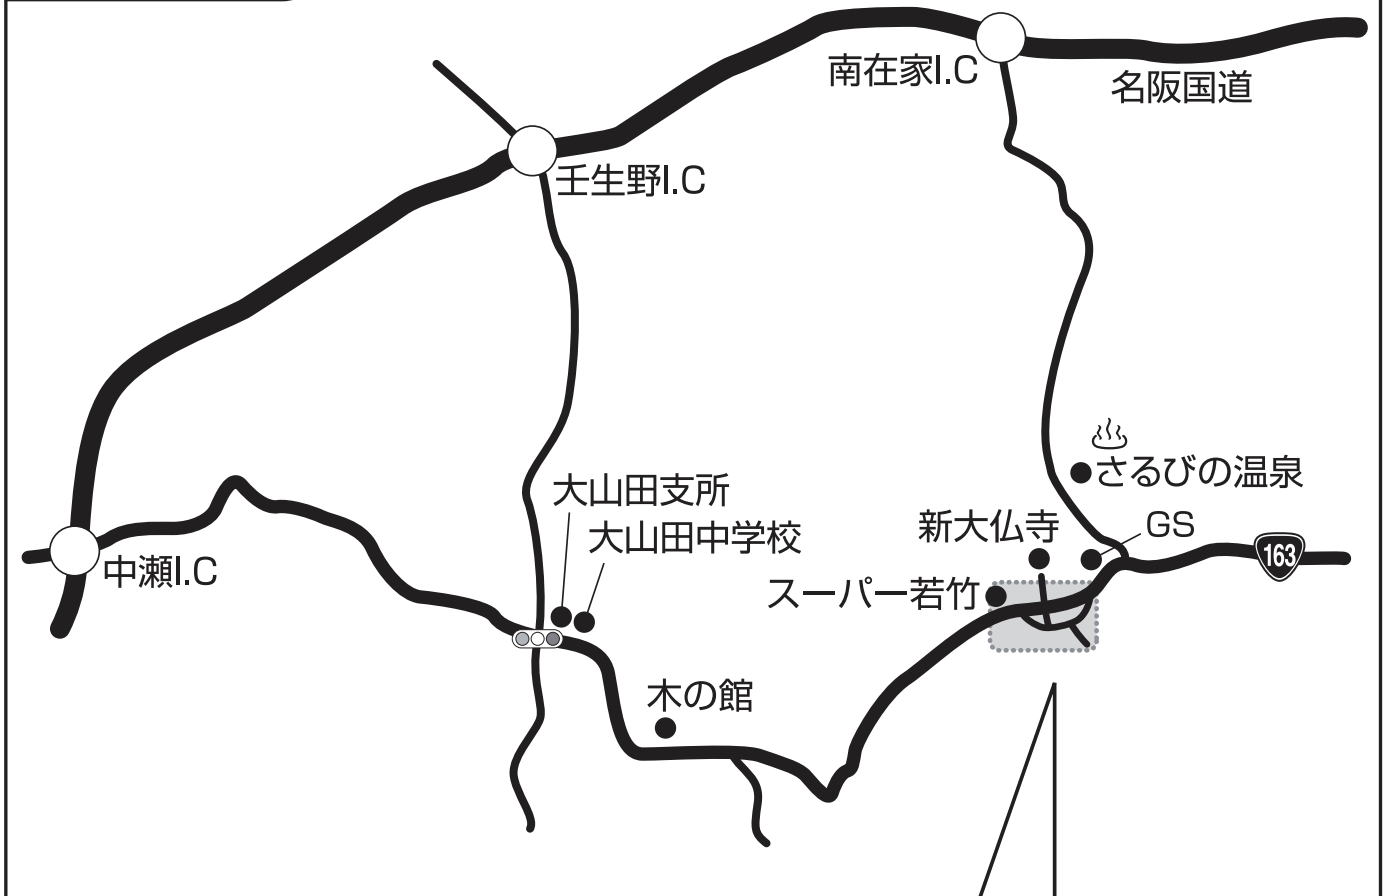 南在家I.C
名阪国道
壬生野I.C
さるびの温泉
大山田支所
大山田中学校
新大仏寺
GS
163
中瀬I.C
スーパー若竹
木の館